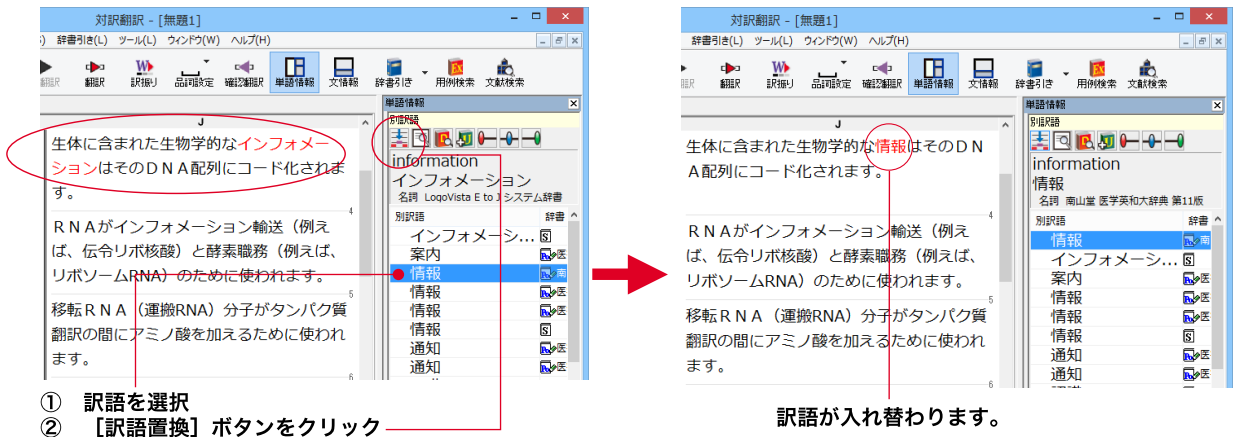 対訳翻訳 - [無題1]
辞書引き(L) ツール(L) ウィンドウ(W) ヘルプ(H)
翻訳 訳振り 品詞設定 確認翻訳 単語情報 文情報 辞書引き 用例検索 文献検索
J
生体に含まれた生物学的なインフォメー
ションはそのＤＮＡ配列にコード化されま
す。
4
ＲＮＡがインフォメーション輸送（例え
ば、伝令リボ核酸）と酵素職務（例えば、
リボソームRNA）のために使われます。
5
移転ＲＮＡ（運搬RNA）分子がタンパク質
翻訳の間にアミノ酸を加えるために使われ
ます。
6
単語情報
別訳語
information
インフォメーション
名詞 LogoVista E to J システム辞書
別訳語 辞書
インフォメーシ... S
案内 医
情報 南
情報 医
情報 医
情報 S
通知 医
通知 医
① 訳語を選択
② ［訳語置換］ボタンをクリック
対訳翻訳 - [無題1]
辞書引き(L) ツール(L) ウィンドウ(W) ヘルプ(H)
翻訳 訳振り 品詞設定 確認翻訳 単語情報 文情報 辞書引き 用例検索 文献検索
J
生体に含まれた生物学的な情報はそのＤＮ
Ａ配列にコード化されます。
4
ＲＮＡがインフォメーション輸送（例え
ば、伝令リボ核酸）と酵素職務（例えば、
リボソームRNA）のために使われます。
5
移転ＲＮＡ（運搬RNA）分子がタンパク質
翻訳の間にアミノ酸を加えるために使われ
ます。
6
単語情報
別訳語
information
情報
名詞 南山堂 医学英和大辞典 第11版
別訳語 辞書
情報 南
インフォメーシ... S
案内 医
情報 医
情報 医
情報 S
通知 医
通知 医
訳語が入れ替わります。